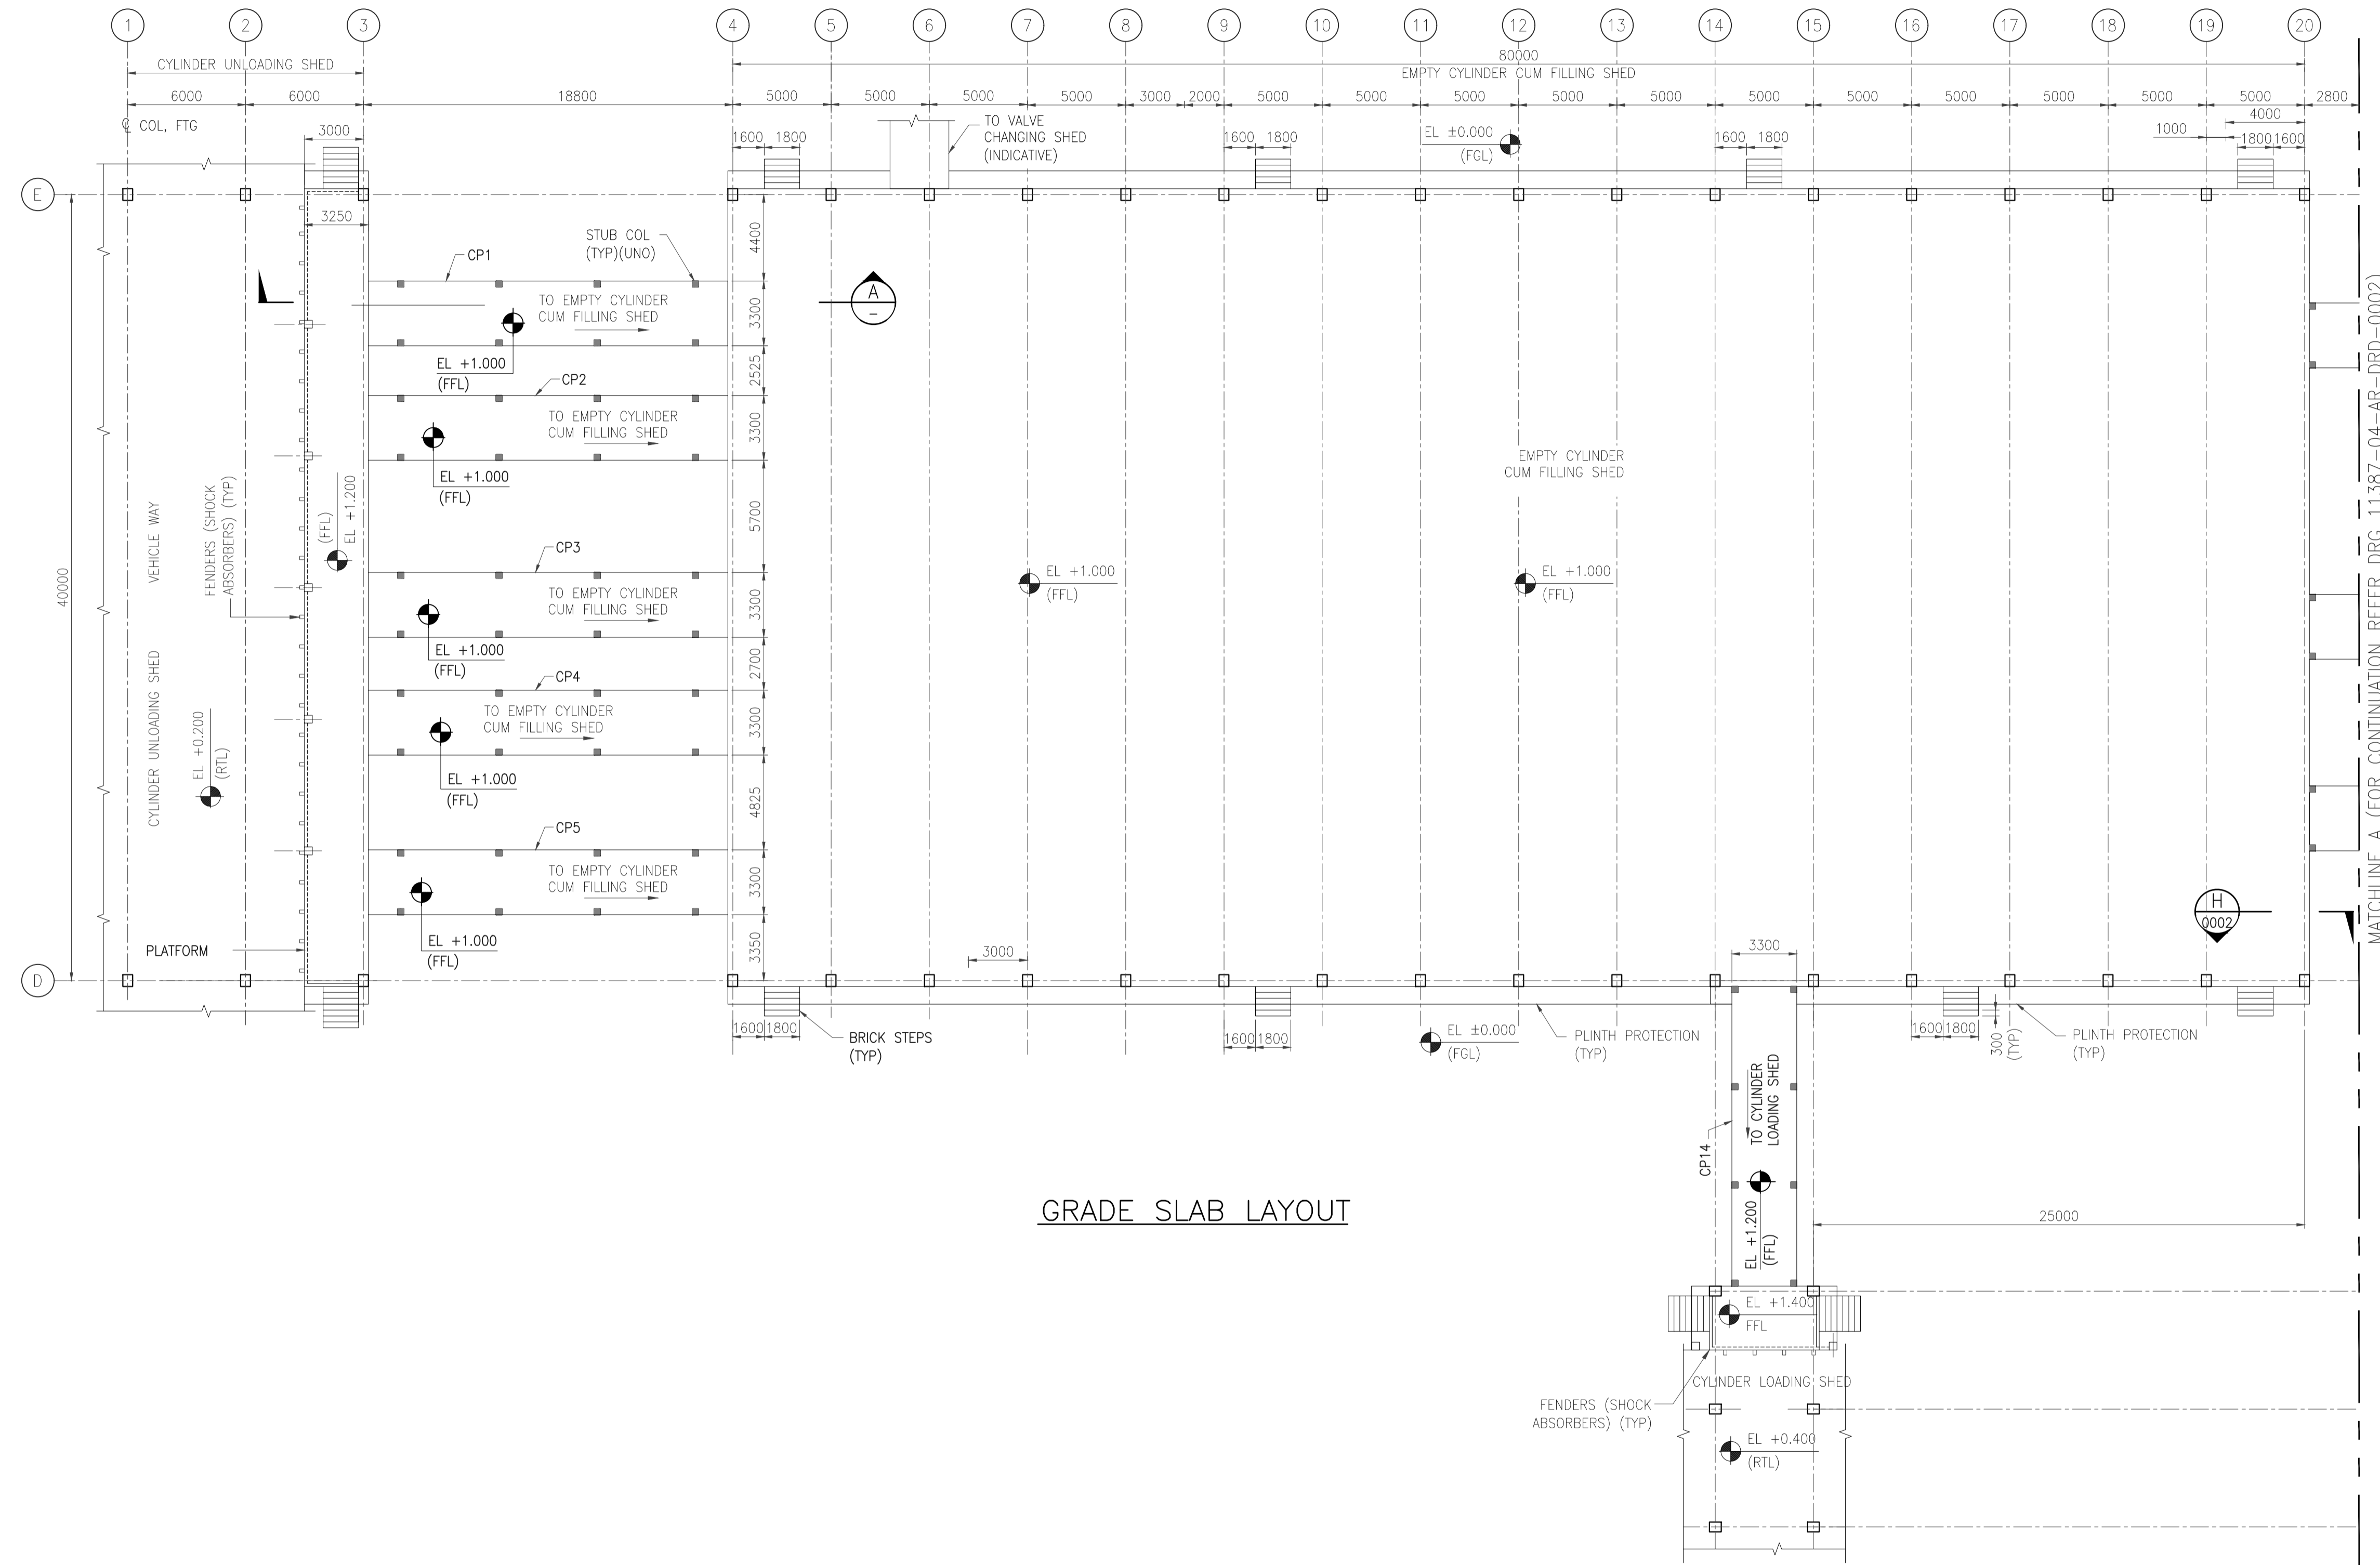 1 2 3 4 5 6 7 8 9 10 11 12 13 14 15 16 17 18 19 20
CYLINDER UNLOADING SHED
80000
EMPTY CYLINDER CUM FILLING SHED
6000 6000 18800 5000 5000 5000 5000 3000 2000 5000 5000 5000 5000 5000 5000 5000 5000 5000 5000 5000 2800
℄ COL, FTG
3000
1600 1800
TO VALVE
CHANGING SHED
(INDICATIVE)
1600 1800
EL ±0.000
(FGL)
1600 1800
4000
1000
1800 1600
E
3250
4400
STUB COL
(TYP)(UNO)
CP1
TO EMPTY CYLINDER
CUM FILLING SHED
3300
A
–
EL +1.000
(FFL)
2525
CP2
TO EMPTY CYLINDER
CUM FILLING SHED
3300
EL +1.000
(FFL)
EMPTY CYLINDER
CUM FILLING SHED
5700
FENDERS (SHOCK
ABSORBERS) (TYP)
(FFL)
EL +1.200
VEHICLE WAY
40000
CP3
TO EMPTY CYLINDER
CUM FILLING SHED
3300
EL +1.000
(FFL)
EL +1.000
(FFL)
EL +1.000
(FFL)
2700
CP4
TO EMPTY CYLINDER
CUM FILLING SHED
3300
CYLINDER UNLOADING SHED
EL +0.200
(RTL)
EL +1.000
(FFL)
4825
CP5
TO EMPTY CYLINDER
CUM FILLING SHED
3300
EL +1.000
(FFL)
PLATFORM
3350
3000
3300
H
0002
MATCHLINE A (FOR CONTINUATION REFER DRG 11387-04-AR-DRD-0002)
D
1600 1800
BRICK STEPS
(TYP)
1600 1800
EL ±0.000
(FGL)
PLINTH PROTECTION
(TYP)
1600 1800
300
(TYP)
PLINTH PROTECTION
(TYP)
TO CYLINDER
LOADING SHED
CP14
EL +1.200
(FFL)
GRADE SLAB LAYOUT
25000
EL +1.400
FFL
CYLINDER LOADING SHED
FENDERS (SHOCK
ABSORBERS) (TYP)
EL +0.400
(RTL)